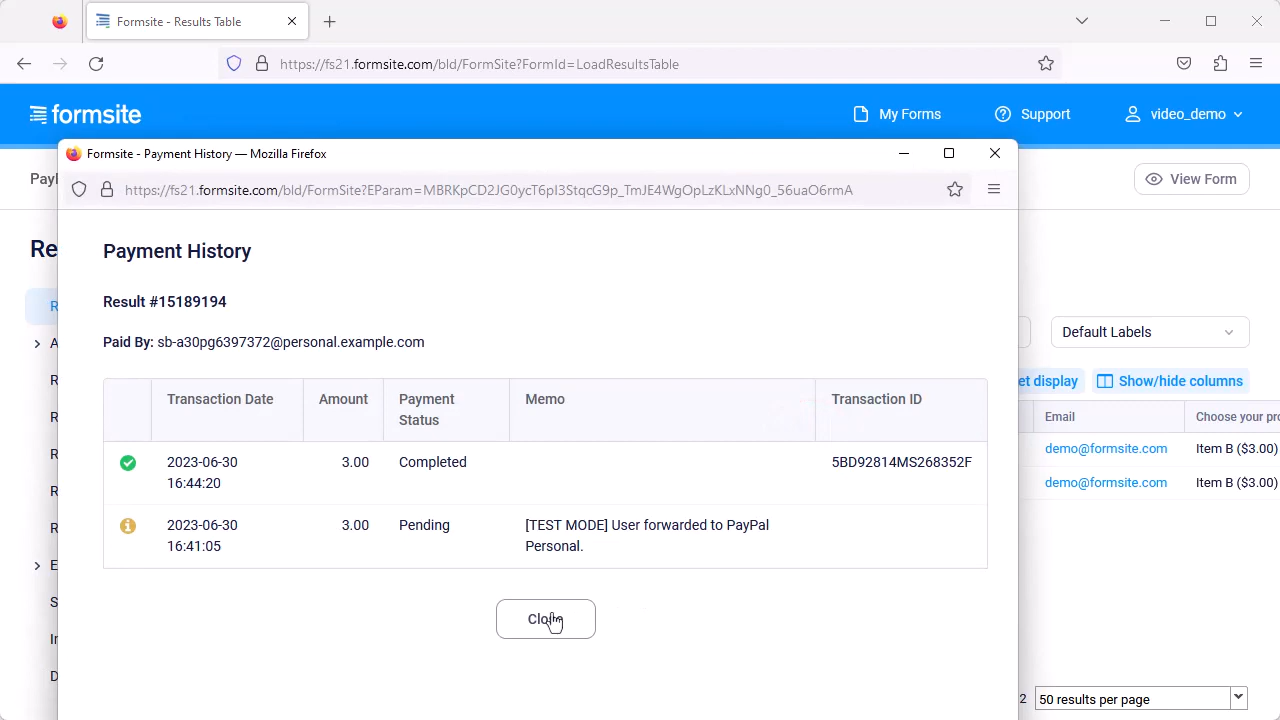 Formsite - Results Table
https://fs21.formsite.com/bld/FormSite?FormId=LoadResultsTable
formsite
My Forms
Support
video_demo
Formsite - Payment History — Mozilla Firefox
https://fs21.formsite.com/bld/FormSite?EParam=MBRKpCD2JG0ycT6pI3StqcG9p_TmJE4WgOpLzKLxNNg0_56uaO6rmA
View Form
Payment History
Result #15189194
Paid By: sb-a30pg6397372@personal.example.com
Default Labels
Show/hide columns
Transaction Date Amount Payment Status Memo Transaction ID
2023-06-30 16:44:20 3.00 Completed 5BD92814MS268352F
2023-06-30 16:41:05 3.00 Pending [TEST MODE] User forwarded to PayPal Personal.
display
Email Choose your
demo@formsite.com Item B ($3.00)
demo@formsite.com Item B ($3.00)
Close
2 50 results per page